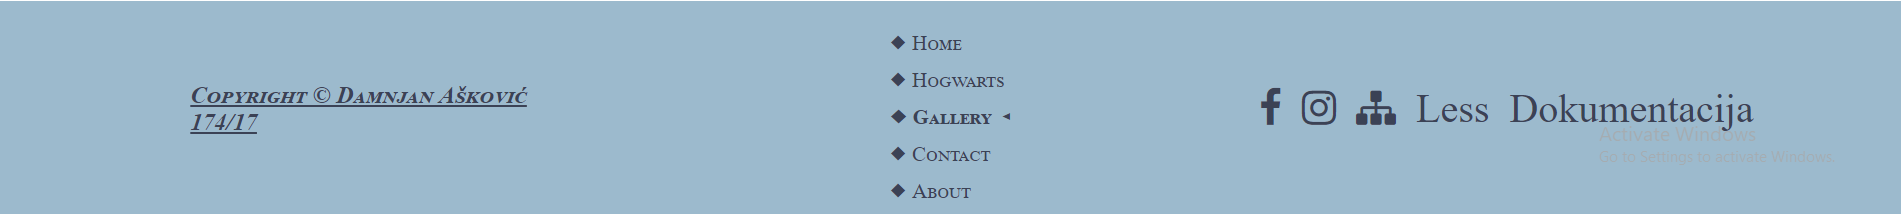 Copyright © Damnjan Ašković
174/17
Home
Hogwarts
Gallery
Contact
About
Less Dokumentacija
Activate Windows
Go to Settings to activate Windows.